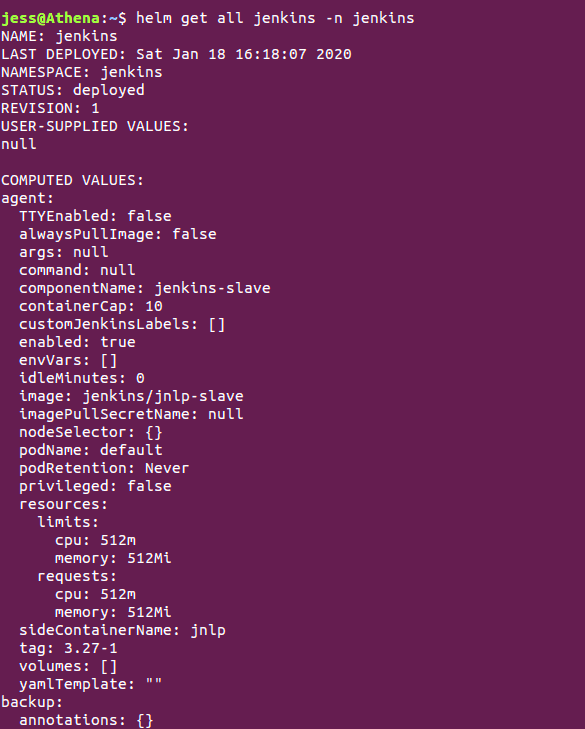 jess@Athena:~$ helm get all jenkins -n jenkins
NAME: jenkins
LAST DEPLOYED: Sat Jan 18 16:18:07 2020
NAMESPACE: jenkins
STATUS: deployed
REVISION: 1
USER-SUPPLIED VALUES:
null

COMPUTED VALUES:
agent:
  TTYEnabled: false
  alwaysPullImage: false
  args: null
  command: null
  componentName: jenkins-slave
  containerCap: 10
  customJenkinsLabels: []
  enabled: true
  envVars: []
  idleMinutes: 0
  image: jenkins/jnlp-slave
  imagePullSecretName: null
  nodeSelector: {}
  podName: default
  podRetention: Never
  privileged: false
  resources:
    limits:
      cpu: 512m
      memory: 512Mi
    requests:
      cpu: 512m
      memory: 512Mi
  sideContainerName: jnlp
  tag: 3.27-1
  volumes: []
  yamlTemplate: ""
backup:
  annotations: {}